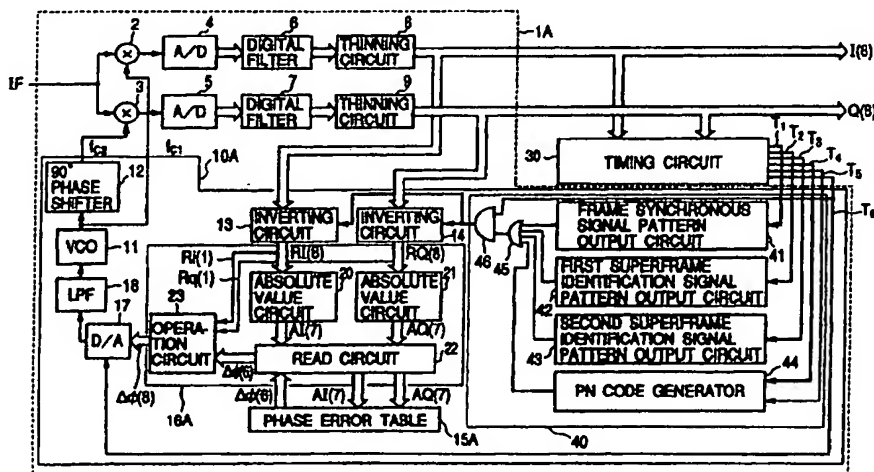 2
4
6
8
1A
A/D
DIGITAL FILTER
THINNING CIRCUIT
I(8)
IF
3
5
7
9
A/D
DIGITAL FILTER
THINNING CIRCUIT
Q(8)
fC2
fC1
10A
30
TIMING CIRCUIT
T1
T2
T3
T4
T5
T6
90° PHASE SHIFTER
12
13
INVERTING CIRCUIT
INVERTING CIRCUIT
14
46
45
FRAME SYNCHRONOUS SIGNAL PATTERN OUTPUT CIRCUIT
41
VCO
11
Ri(1)
RI(8)
RQ(8)
Rq(1)
LPF
18
20
ABSOLUTE VALUE CIRCUIT
21
ABSOLUTE VALUE CIRCUIT
42
FIRST SUPERFRAME IDENTIFICATION SIGNAL PATTERN OUTPUT CIRCUIT
17
D/A
23
OPERATION CIRCUIT
AI(7)
AQ(7)
43
SECOND SUPERFRAME IDENTIFICATION SIGNAL PATTERN OUTPUT CIRCUIT
READ CIRCUIT
22
Δφ(6)
44
PN CODE GENERATOR
Δφ(8)
16A
Δφ(6)
AI(7)
AQ(7)
PHASE ERROR TABLE
15A
40